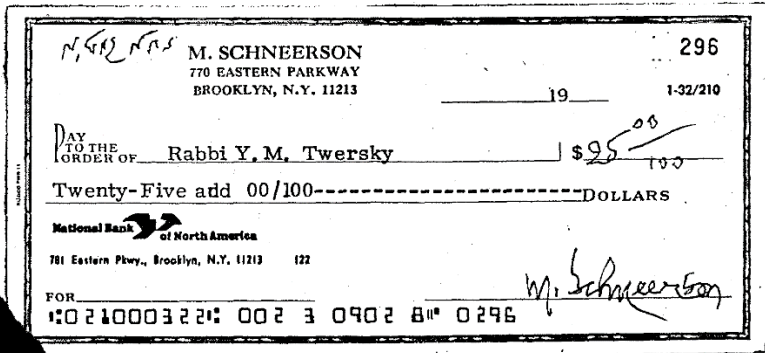 M. SCHNEERSON 296
770 EASTERN PARKWAY
BROOKLYN, N.Y. 11213 19 1-32/210
PAY TO THE ORDER OF Rabbi Y. M. Twersky $ 25 00/100
Twenty-Five add 00/100 DOLLARS
National Bank of North America
781 Eastern Pkwy., Brooklyn, N.Y. 11213 122
FOR M. Schneerson
⑆021000322⑆ 002 3 0902 8⑈ 0296